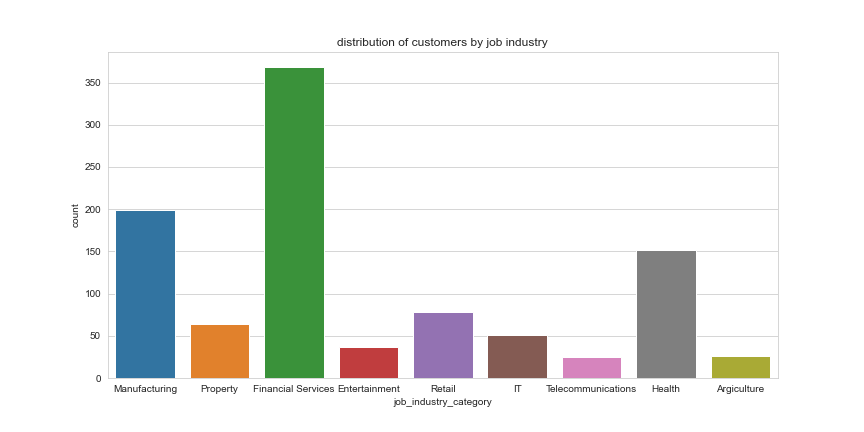 distribution of customers by job industry
350
300
250
200
150
100
50
0
count
Manufacturing Property Financial Services Entertainment Retail IT Telecommunications Health Argiculture
job_industry_category